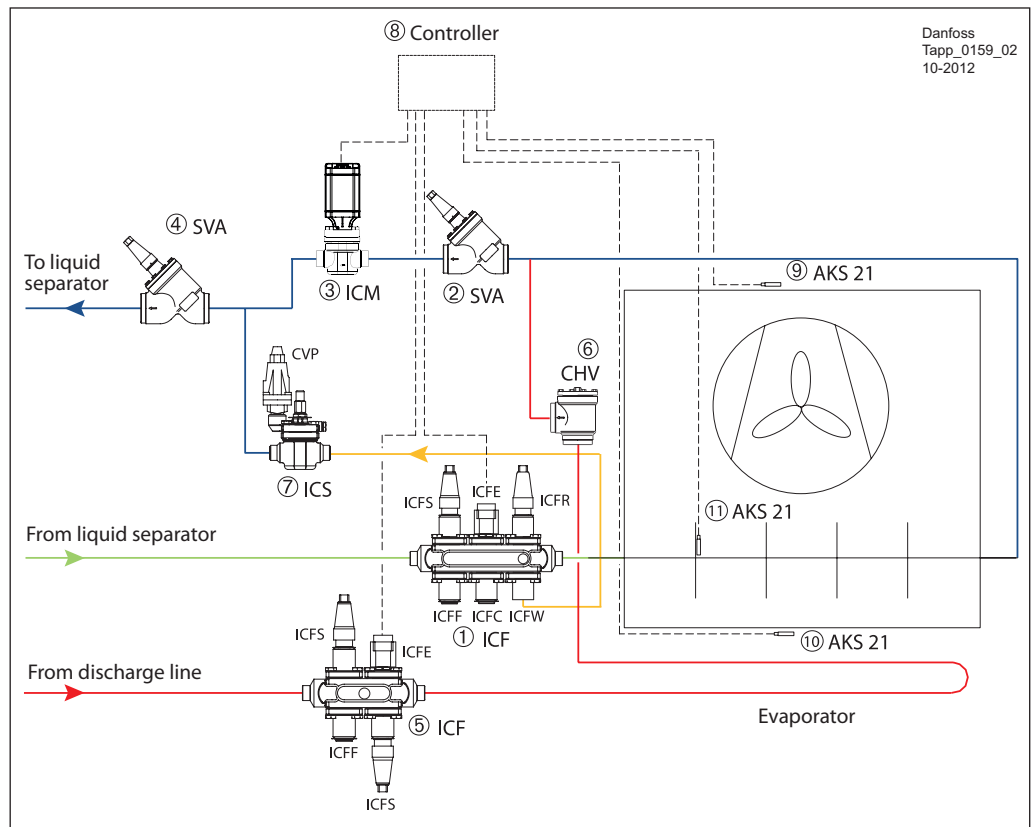 ⑧ Controller
Danfoss
Tapp_0159_02
10-2012
④ SVA
To liquid
separator
③ ICM
② SVA
⑨ AKS 21
CVP
⑥
CHV
⑦ ICS
ICFS
ICFE
ICFR
⑪ AKS 21
From liquid separator
ICFF
ICFC
ICFW
① ICF
ICFS
ICFE
⑩ AKS 21
From discharge line
Evaporator
⑤ ICF
ICFF
ICFS